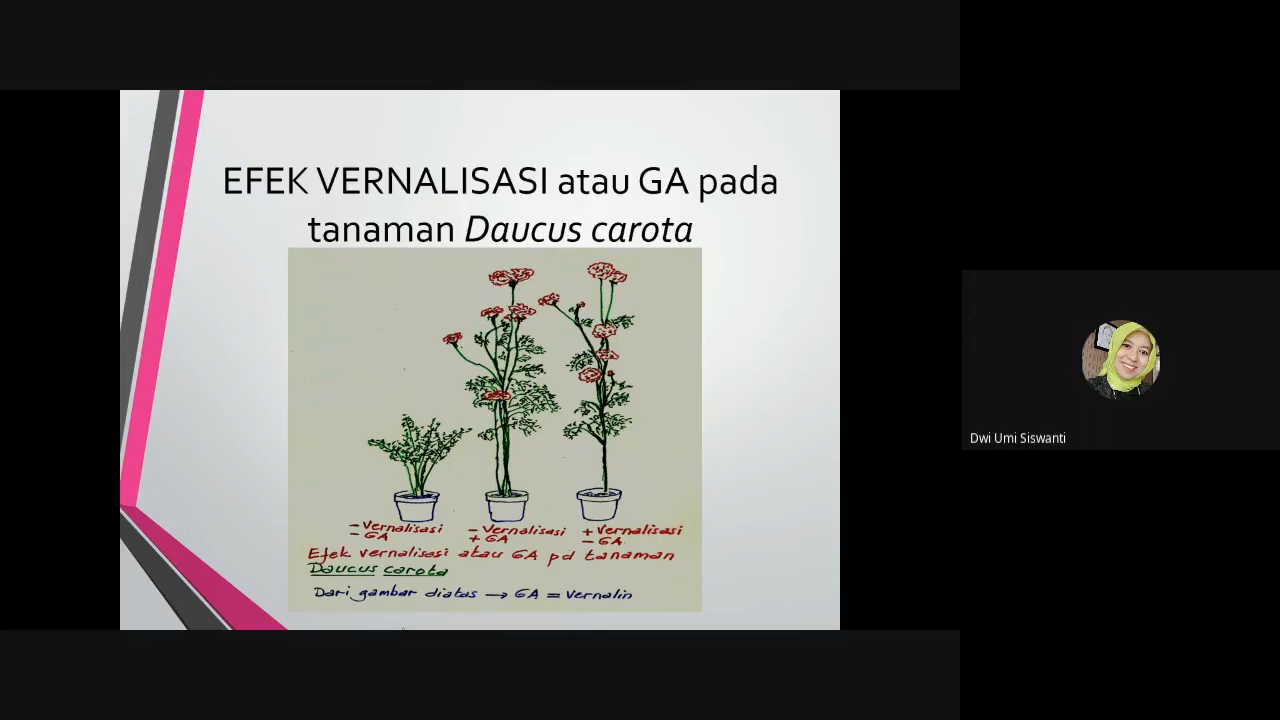 EFEK VERNALISASI atau GA pada
tanaman Daucus carota
- Vernalisasi
- GA
- Vernalisasi
+ GA
+ Vernalisasi
- GA
Efek vernalisasi atau GA pd tanaman
Daucus carota
Dari gambar diatas → GA = Vernalin
Dwi Umi Siswanti